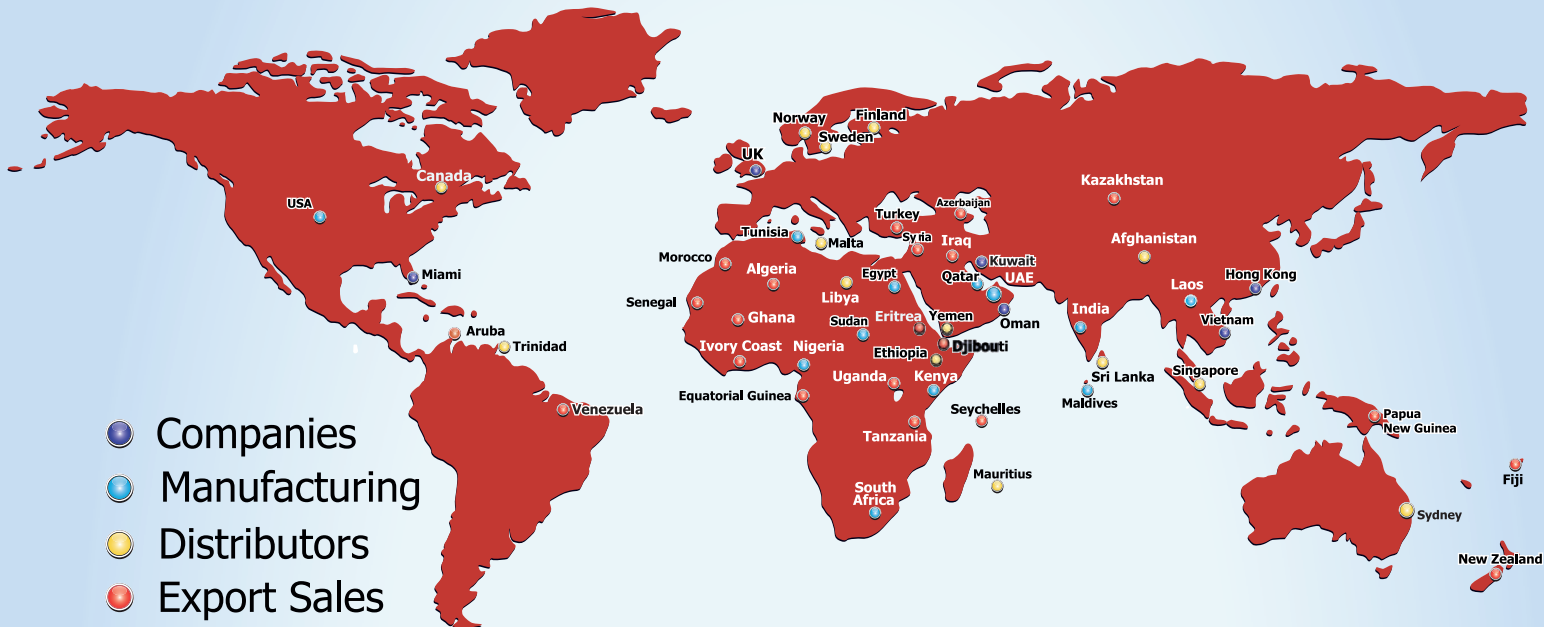 Norway
Finland
Sweden
UK
Canada
Kazakhstan
USA
Azerbaijan
Turkey
Tunisia
Malta
Syria
Iraq
Afghanistan
Morocco
Kuwait
Algeria
Miami
Egypt
Qatar
UAE
Hong Kong
Laos
Libya
Senegal
India
Ghana
Sudan
Eritrea
Yemen
Oman
Vietnam
Aruba
Trinidad
Ivory Coast
Nigeria
Ethiopia
Djibouti
Uganda
Kenya
Sri Lanka
Singapore
Equatorial Guinea
Maldives
Venezuela
Seychelles
Papua
New Guinea
Tanzania
Companies
Mauritius
Fiji
Manufacturing
South
Africa
Sydney
Distributors
New Zealand
Export Sales